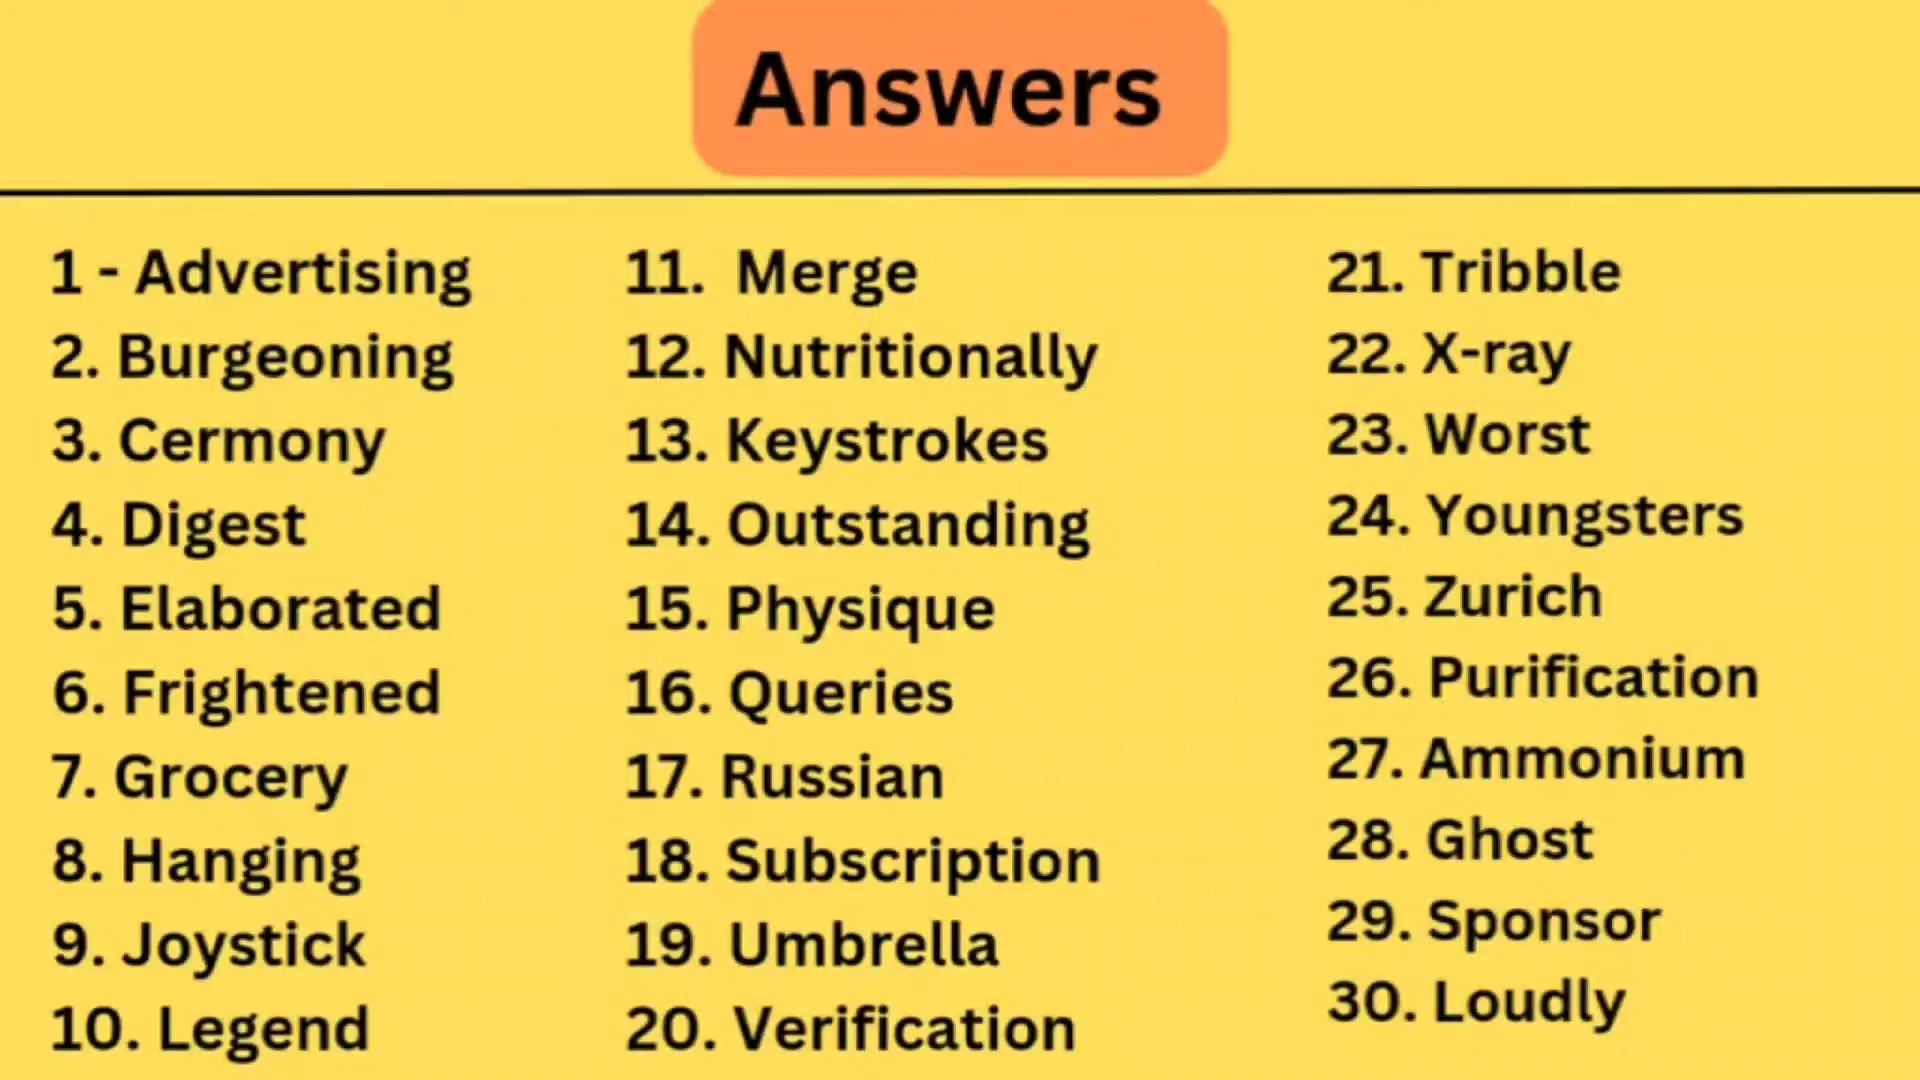 Answers
1 - Advertising
2. Burgeoning
3. Cermony
4. Digest
5. Elaborated
6. Frightened
7. Grocery
8. Hanging
9. Joystick
10. Legend
11. Merge
12. Nutritionally
13. Keystrokes
14. Outstanding
15. Physique
16. Queries
17. Russian
18. Subscription
19. Umbrella
20. Verification
21. Tribble
22. X-ray
23. Worst
24. Youngsters
25. Zurich
26. Purification
27. Ammonium
28. Ghost
29. Sponsor
30. Loudly